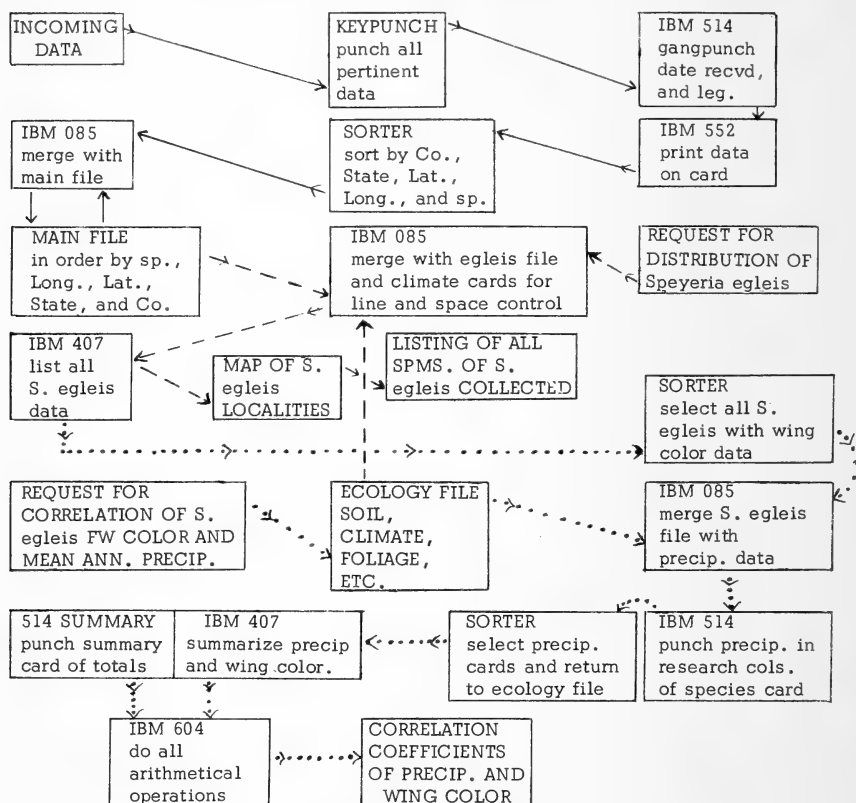 INCOMING
DATA
KEYPUNCH
punch all
pertinent
data
IBM 514
gangpunch
date recvd,
and leg.
IBM 085
merge with
main file
SORTER
sort by Co.,
State, Lat.,
Long., and sp.
IBM 552
print data
on card
MAIN FILE
in order by sp.,
Long., Lat.,
State, and Co.
IBM 085
merge with egleis file
and climate cards for
line and space control
REQUEST FOR
DISTRIBUTION OF
Speyeria egleis
IBM 407
list all
S. egleis
data
MAP OF S.
egleis
LOCALITIES
LISTING OF ALL
SPMS. OF S.
egleis COLLECTED
SORTER
select all S.
egleis with wing
color data
REQUEST FOR
CORRELATION OF S.
egleis FW COLOR AND
MEAN ANN. PRECIP.
ECOLOGY FILE
SOIL,
CLIMATE,
FOLIAGE,
ETC.
IBM 085
merge S. egleis
file with
precip. data
514 SUMMARY
punch summary
card of totals
IBM 407
summarize precip
and wing color.
SORTER
select precip.
cards and return
to ecology file
IBM 514
punch precip. in
research cols.
of species card
IBM 604
do all
arithmetical
operations
CORRELATION
COEFFICIENTS
OF PRECIP. AND
WING COLOR